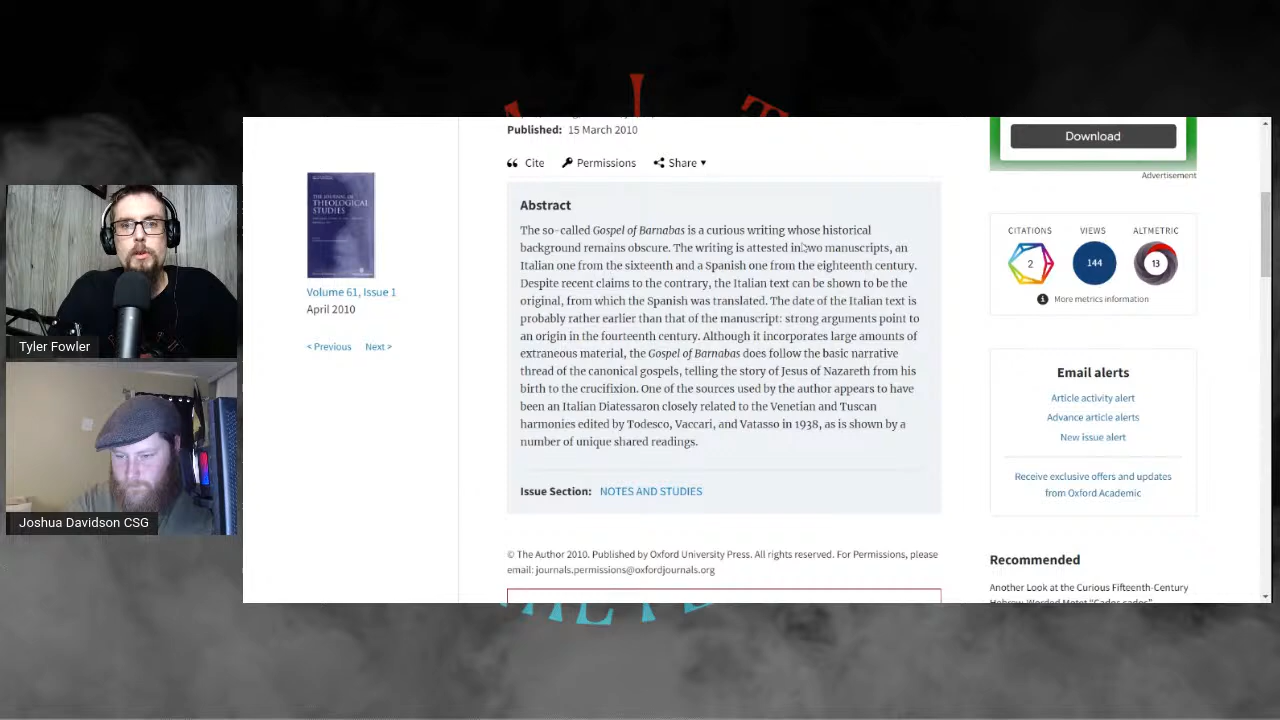 Published: 15 March 2010
Cite Permissions Share
Abstract
The so-called Gospel of Barnabas is a curious writing whose historical
background remains obscure. The writing is attested in two manuscripts, an
Italian one from the sixteenth and a Spanish one from the eighteenth century.
Despite recent claims to the contrary, the Italian text can be shown to be the
original, from which the Spanish was translated. The date of the Italian text is
probably rather earlier than that of the manuscript: strong arguments point to
an origin in the fourteenth century. Although it incorporates large amounts of
extraneous material, the Gospel of Barnabas does follow the basic narrative
thread of the canonical gospels, telling the story of Jesus of Nazareth from his
birth to the crucifixion. One of the sources used by the author appears to have
been an Italian Diatessaron closely related to the Venetian and Tuscan
harmonies edited by Todesco, Vaccari, and Vatasso in 1938, as is shown by a
number of unique shared readings.
Issue Section: NOTES AND STUDIES
© The Author 2010. Published by Oxford University Press. All rights reserved. For Permissions, please
email: journals.permissions@oxfordjournals.org
THE JOURNAL OF
THEOLOGICAL
STUDIES
Volume 61, Issue 1
April 2010
< Previous Next >
Download
Advertisement
CITATIONS VIEWS ALTMETRIC
2 144 13
More metrics information
Email alerts
Article activity alert
Advance article alerts
New issue alert
Receive exclusive offers and updates
from Oxford Academic
Recommended
Another Look at the Curious Fifteenth-Century
Hebrew-Worded Motet "Cados cados"
Tyler Fowler
Joshua Davidson CSG